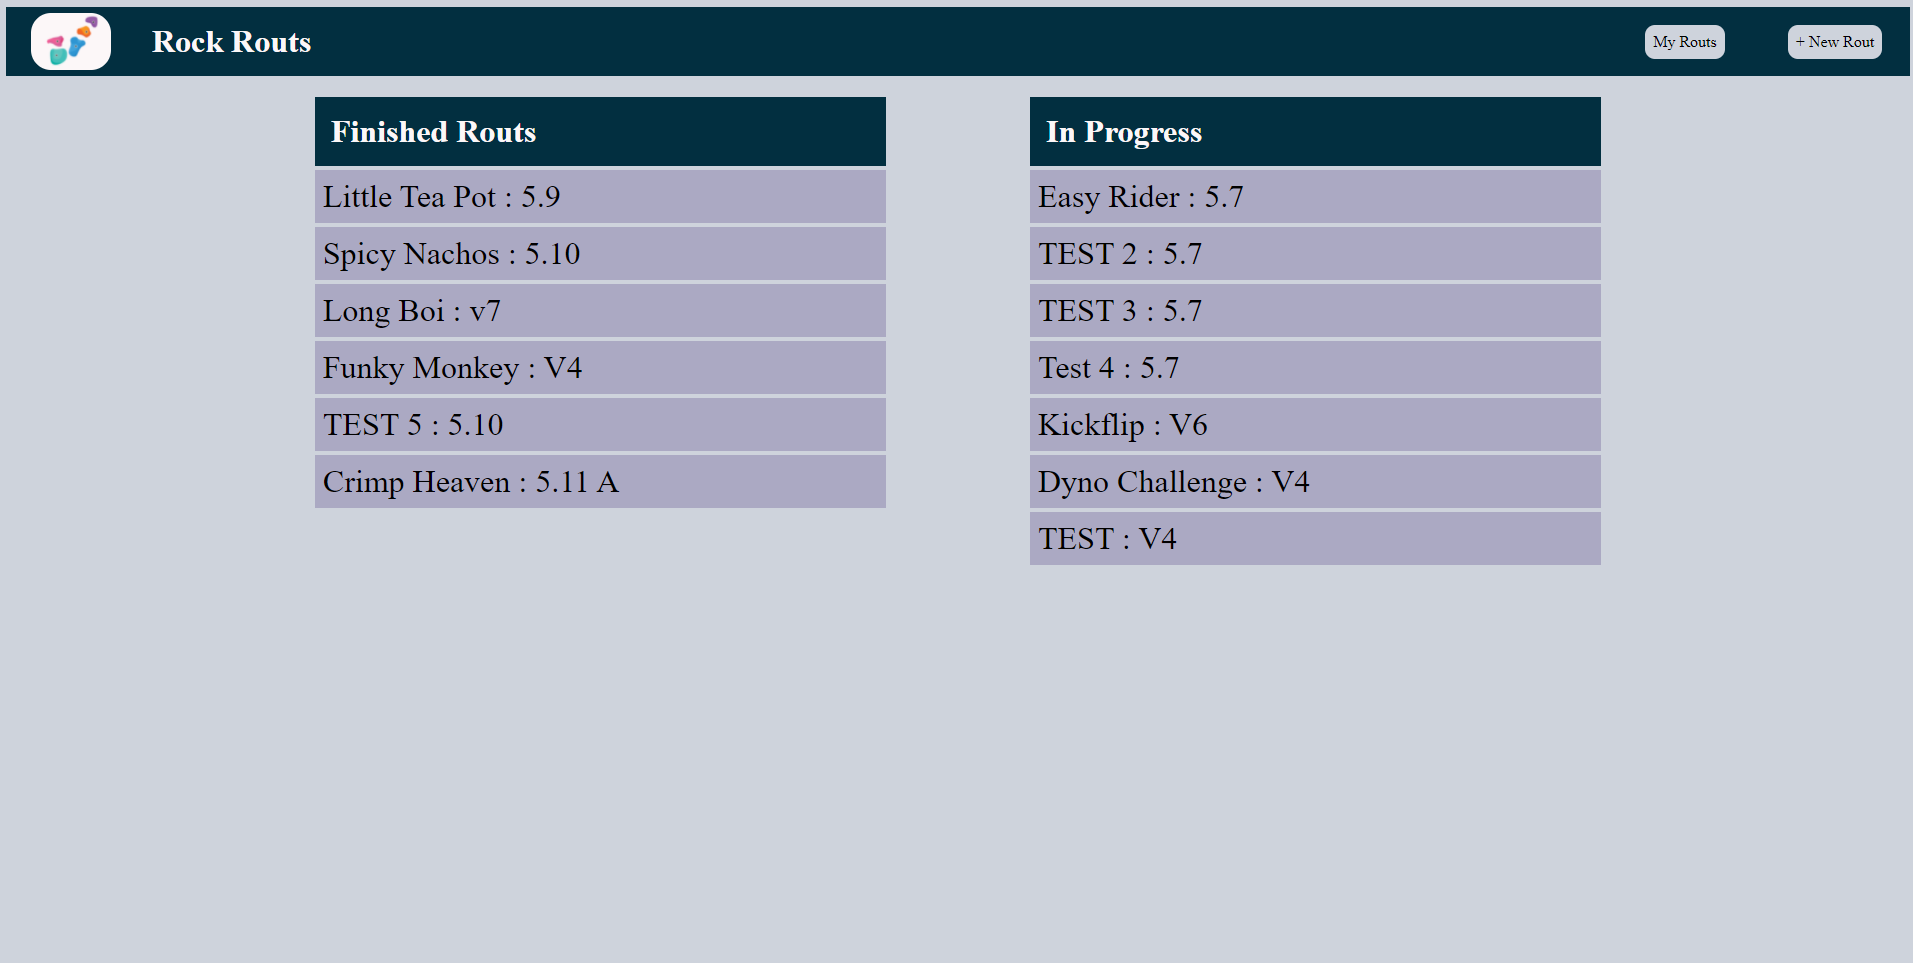 Rock Routs
My Routs
+ New Rout
Finished Routs
Little Tea Pot : 5.9
Spicy Nachos : 5.10
Long Boi : v7
Funky Monkey : V4
TEST 5 : 5.10
Crimp Heaven : 5.11 A
In Progress
Easy Rider : 5.7
TEST 2 : 5.7
TEST 3 : 5.7
Test 4 : 5.7
Kickflip : V6
Dyno Challenge : V4
TEST : V4